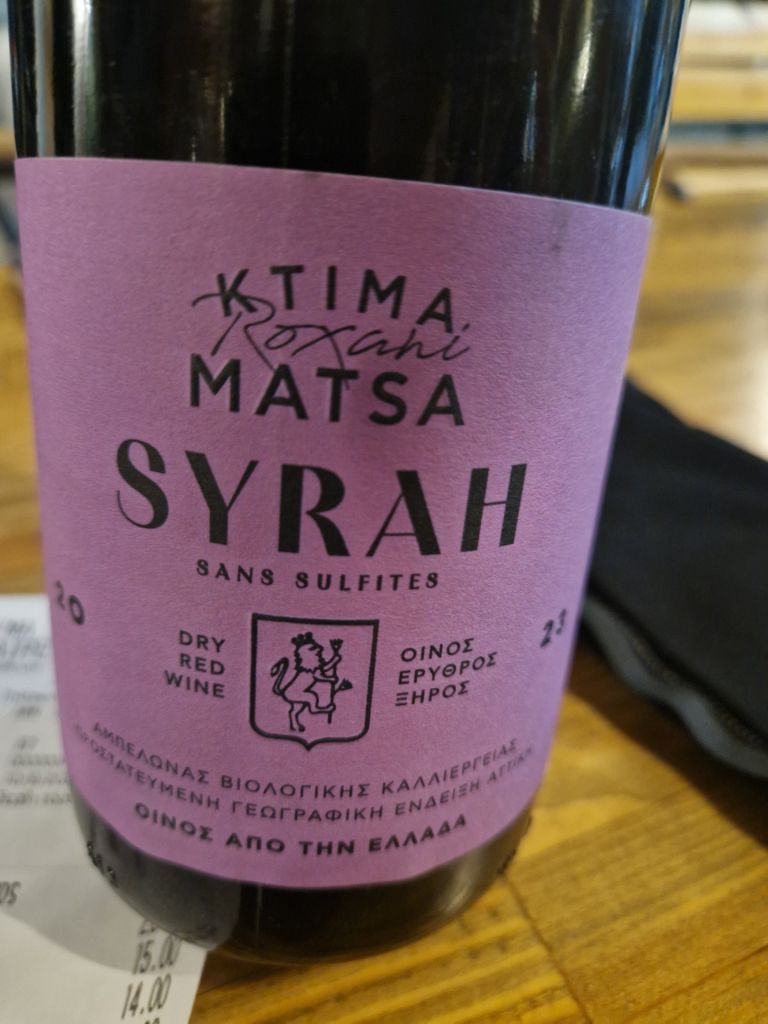 KTIMA
Roxani
MATSA
SYRAH
SANS SULFITES
20 23
DRY
RED
WINE
ΟΙΝΟΣ
ΕΡΥΘΡΟΣ
ΞΗΡΟΣ
ΑΜΠΕΛΩΝΑΣ ΒΙΟΛΟΓΙΚΗΣ ΚΑΛΛΙΕΡΓΕΙΑΣ
ΠΡΟΣΤΑΤΕΥΜΕΝΗ ΓΕΩΓΡΑΦΙΚΗ ΕΝΔΕΙΞΗ ΑΤΤΙΚΗ
ΟΙΝΟΣ ΑΠΟ ΤΗΝ ΕΛΛΑΔΑ
15.00
14.00